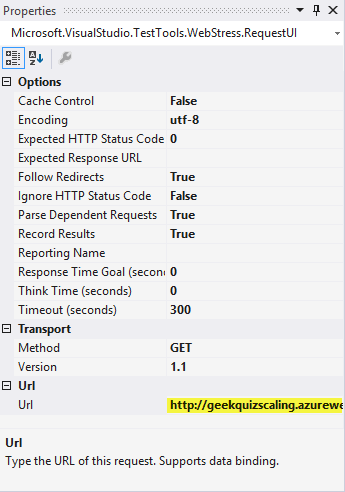 Properties
Microsoft.VisualStudio.TestTools.WebStress.RequestUI
Options
Cache Control False
Encoding utf-8
Expected HTTP Status Code 0
Expected Response URL
Follow Redirects True
Ignore HTTP Status Code False
Parse Dependent Requests True
Record Results True
Reporting Name
Response Time Goal (secon 0
Think Time (seconds) 0
Timeout (seconds) 300
Transport
Method GET
Version 1.1
Url
Url http://geekquizscaling.azurewe
Url
Type the URL of this request. Supports data binding.